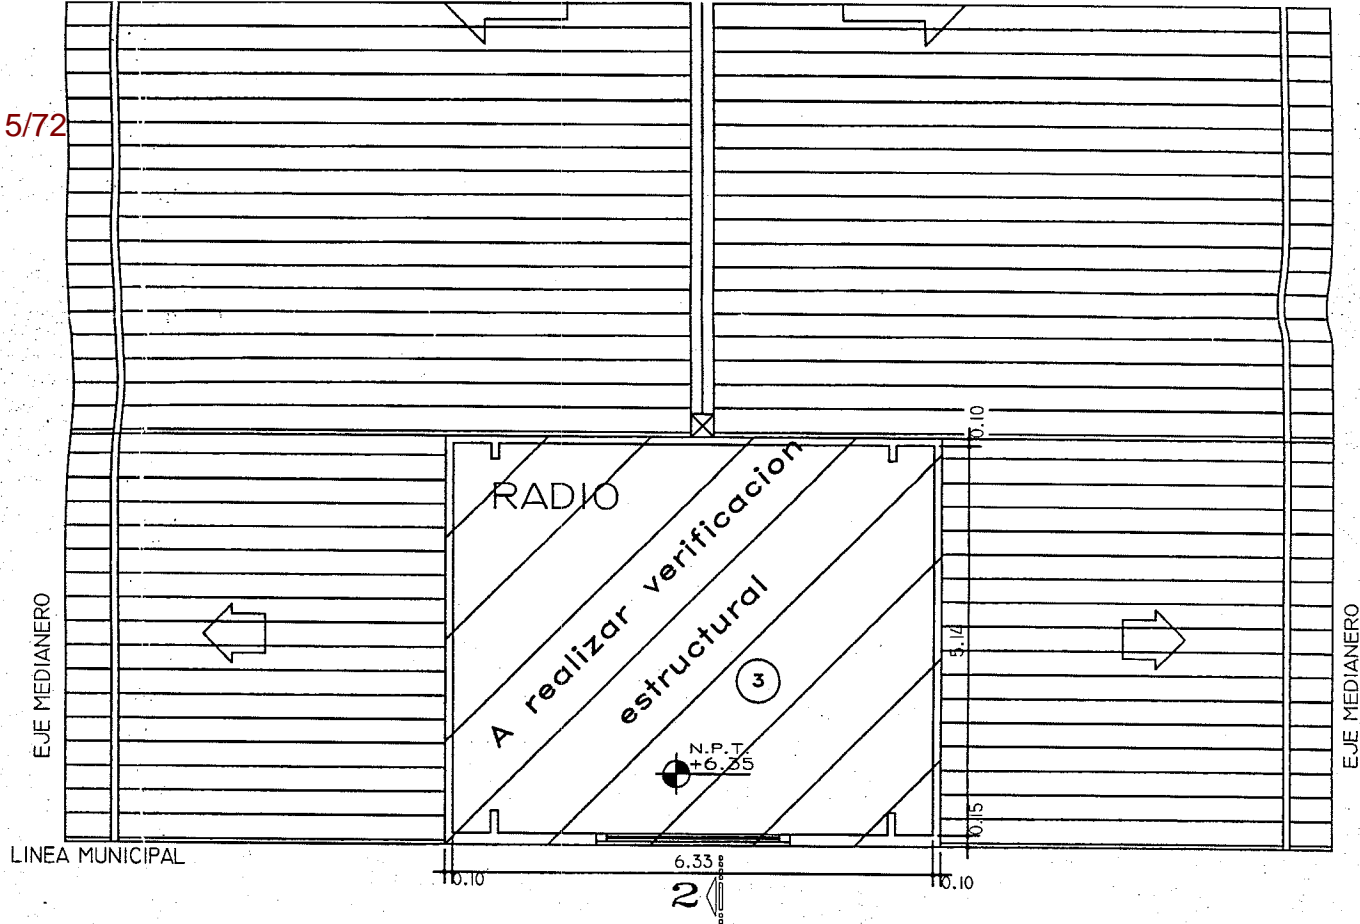 5/72
0.10
RADIO
A realizar verificacion
estructural
3
5.14
N.P.T.
+6.35
EJE MEDIANERO
EJE MEDIANERO
0.15
LINEA MUNICIPAL
6.33
0.10
0.10
2